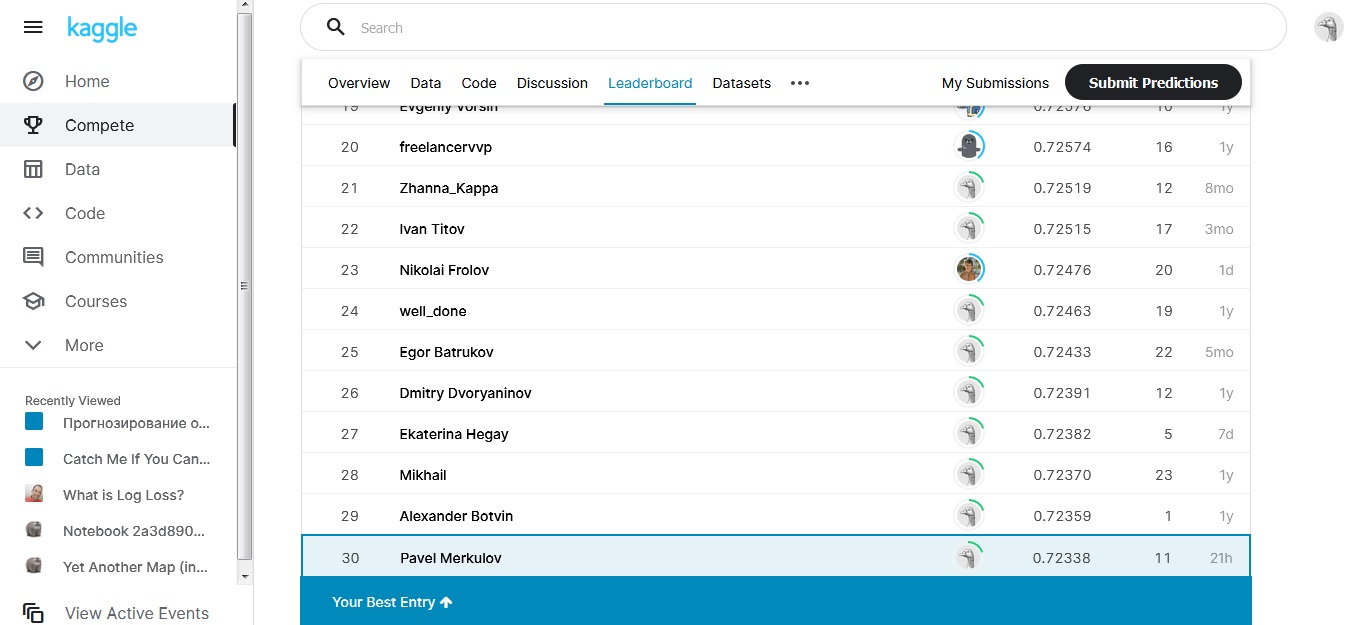 kaggle
Search
Home
Compete
Data
Code
Communities
Courses
More
Recently Viewed
Прогнозирование о...
Catch Me If You Can...
What is Log Loss?
Notebook 2a3d890...
Yet Another Map (in...
View Active Events
Overview Data Code Discussion Leaderboard Datasets ••• My Submissions Submit Predictions
19 Evgeniy Vorsin 0.72576 16 1y
20 freelancervvp 0.72574 16 1y
21 Zhanna_Kappa 0.72519 12 8mo
22 Ivan Titov 0.72515 17 3mo
23 Nikolai Frolov 0.72476 20 1d
24 well_done 0.72463 19 1y
25 Egor Batrukov 0.72433 22 5mo
26 Dmitry Dvoryaninov 0.72391 12 1y
27 Ekaterina Hegay 0.72382 5 7d
28 Mikhail 0.72370 23 1y
29 Alexander Botvin 0.72359 1 1y
30 Pavel Merkulov 0.72338 11 21h
Your Best Entry ↑